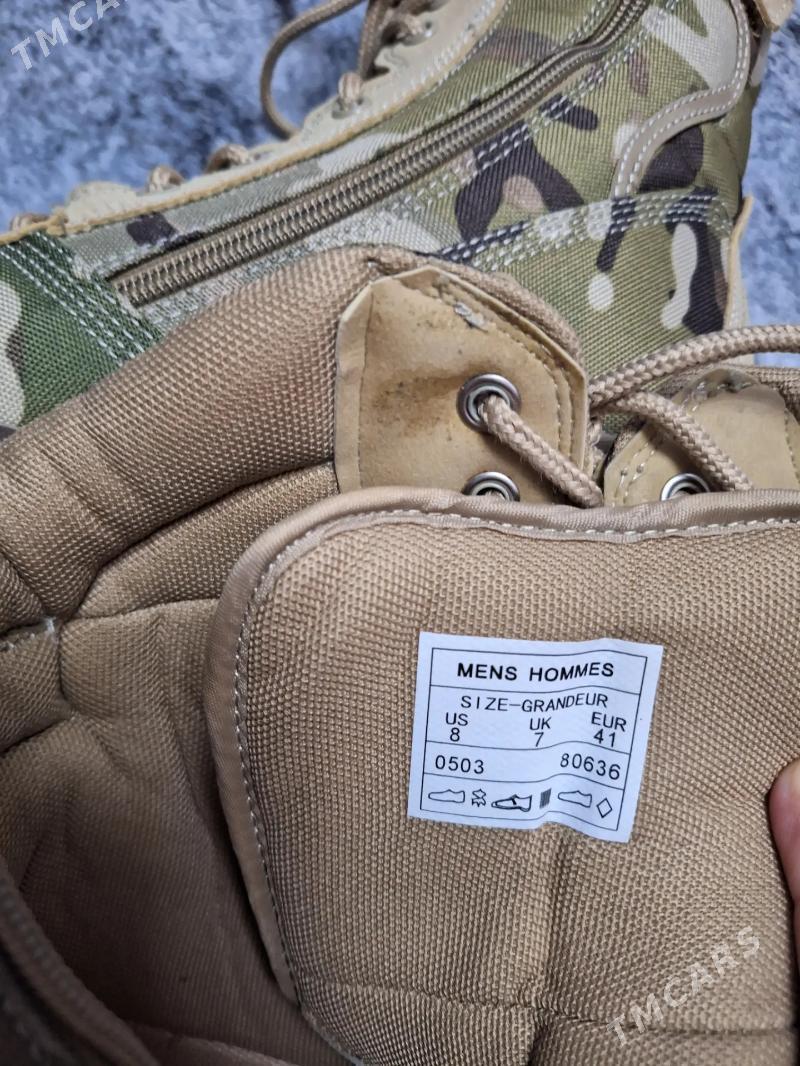 TMCARS
MENS HOMMES
SIZE-GRANDEUR
US UK EUR
8 7 41
0503 80636
TMCARS